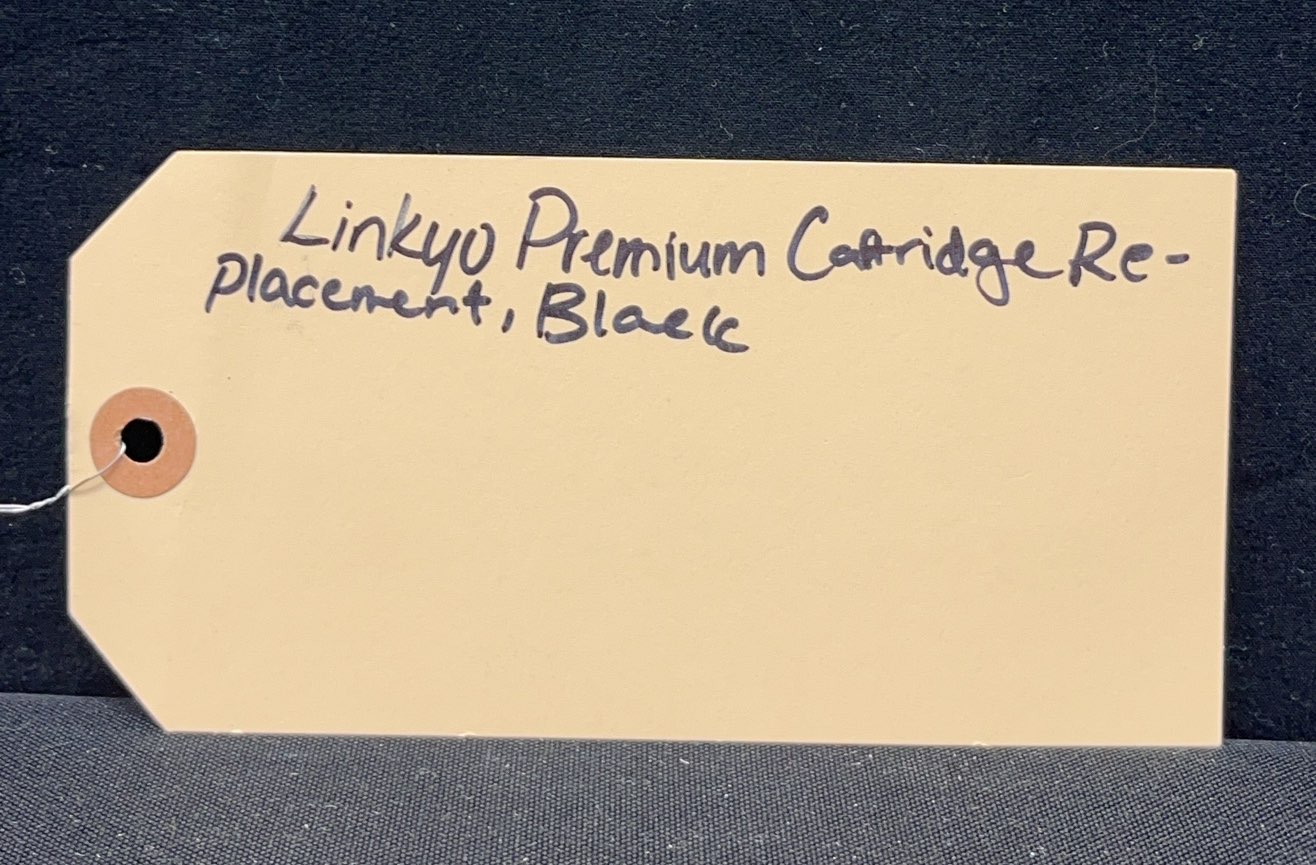 Linkyo Premium Cartridge Re-
placement, Black